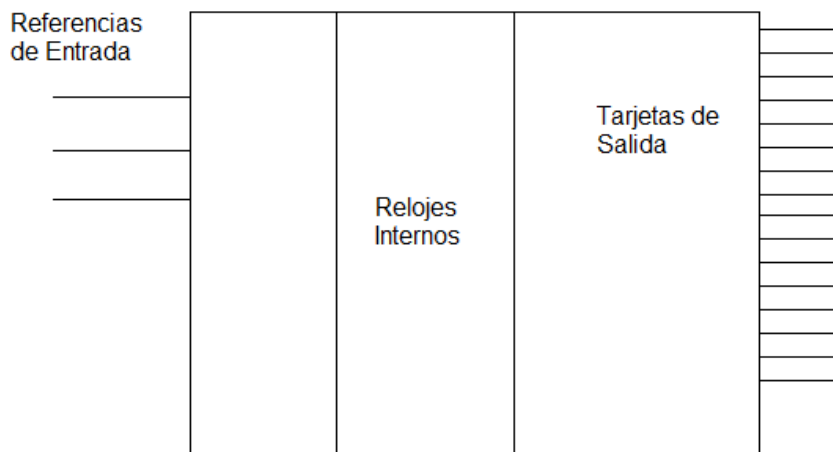 Referencias
de Entrada
Tarjetas de
Salida
Relojes
Internos